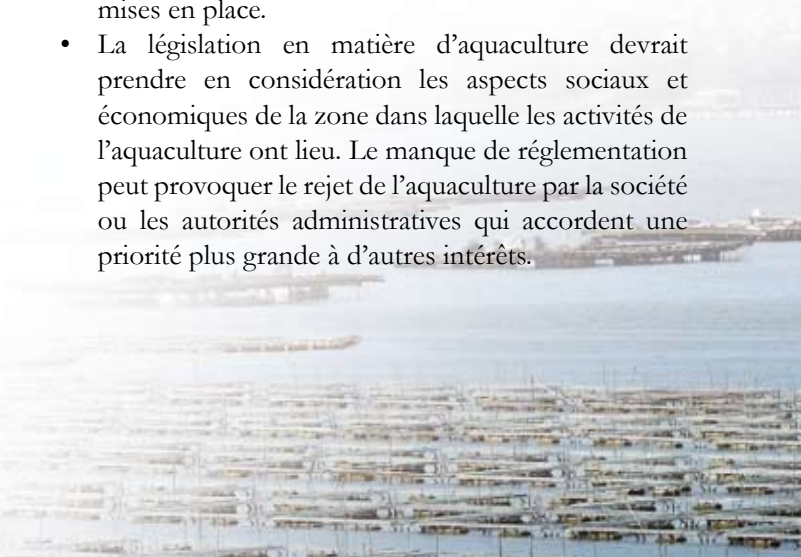 mises en place.
• La législation en matière d’aquaculture devrait
prendre en considération les aspects sociaux et
économiques de la zone dans laquelle les activités de
l’aquaculture ont lieu. Le manque de réglementation
peut provoquer le rejet de l’aquaculture par la société
ou les autorités administratives qui accordent une
priorité plus grande à d’autres intérêts.